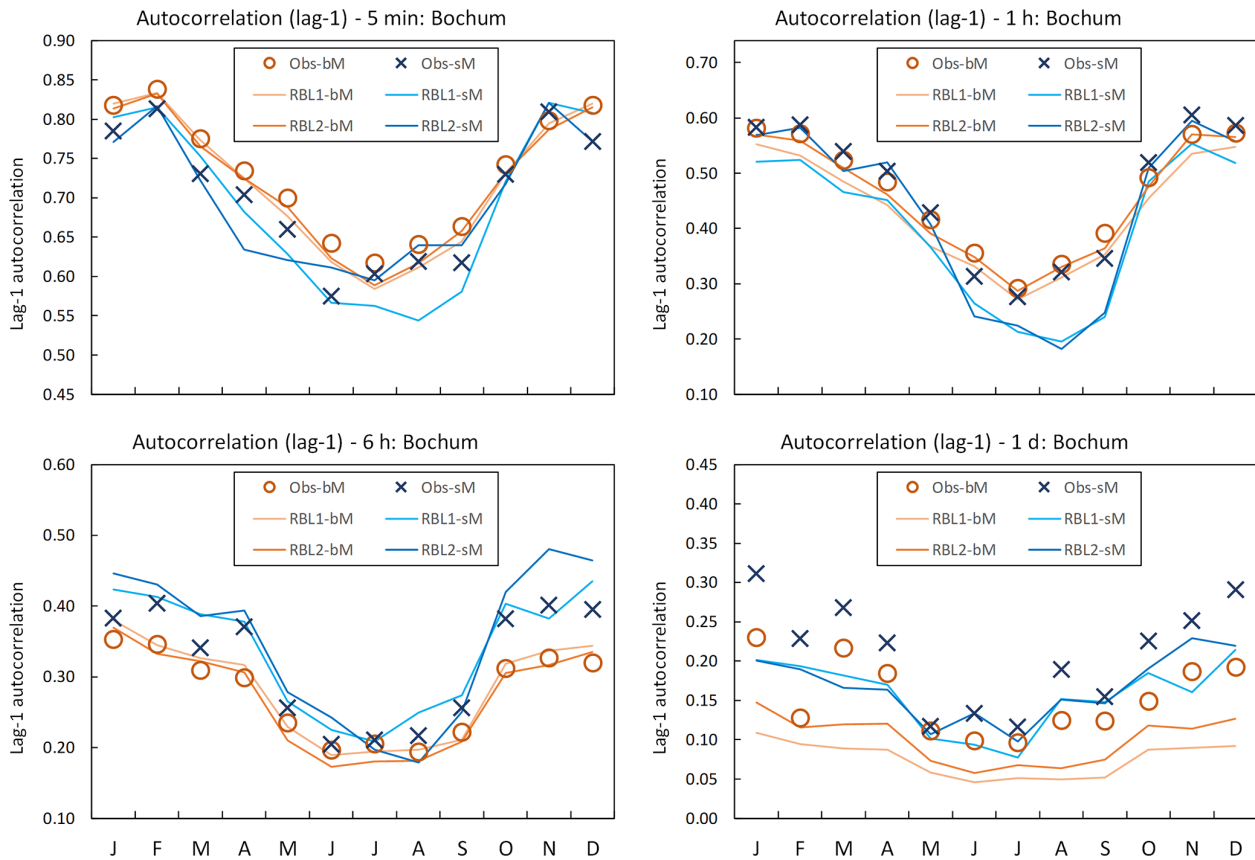 Autocorrelation (lag-1) - 5 min: Bochum
Lag-1 autocorrelation
0.90
0.85
0.80
0.75
0.70
0.65
0.60
0.55
0.50
0.45
Obs-bM Obs-sM
RBL1-bM RBL1-sM
RBL2-bM RBL2-sM
Autocorrelation (lag-1) - 1 h: Bochum
Lag-1 autocorrelation
0.70
0.60
0.50
0.40
0.30
0.20
0.10
Obs-bM Obs-sM
RBL1-bM RBL1-sM
RBL2-bM RBL2-sM
Autocorrelation (lag-1) - 6 h: Bochum
Lag-1 autocorrelation
0.60
0.50
0.40
0.30
0.20
0.10
Obs-bM Obs-sM
RBL1-bM RBL1-sM
RBL2-bM RBL2-sM
J F M A M J J A S O N D
Autocorrelation (lag-1) - 1 d: Bochum
Lag-1 autocorrelation
0.45
0.40
0.35
0.30
0.25
0.20
0.15
0.10
0.05
0.00
Obs-bM Obs-sM
RBL1-bM RBL1-sM
RBL2-bM RBL2-sM
J F M A M J J A S O N D